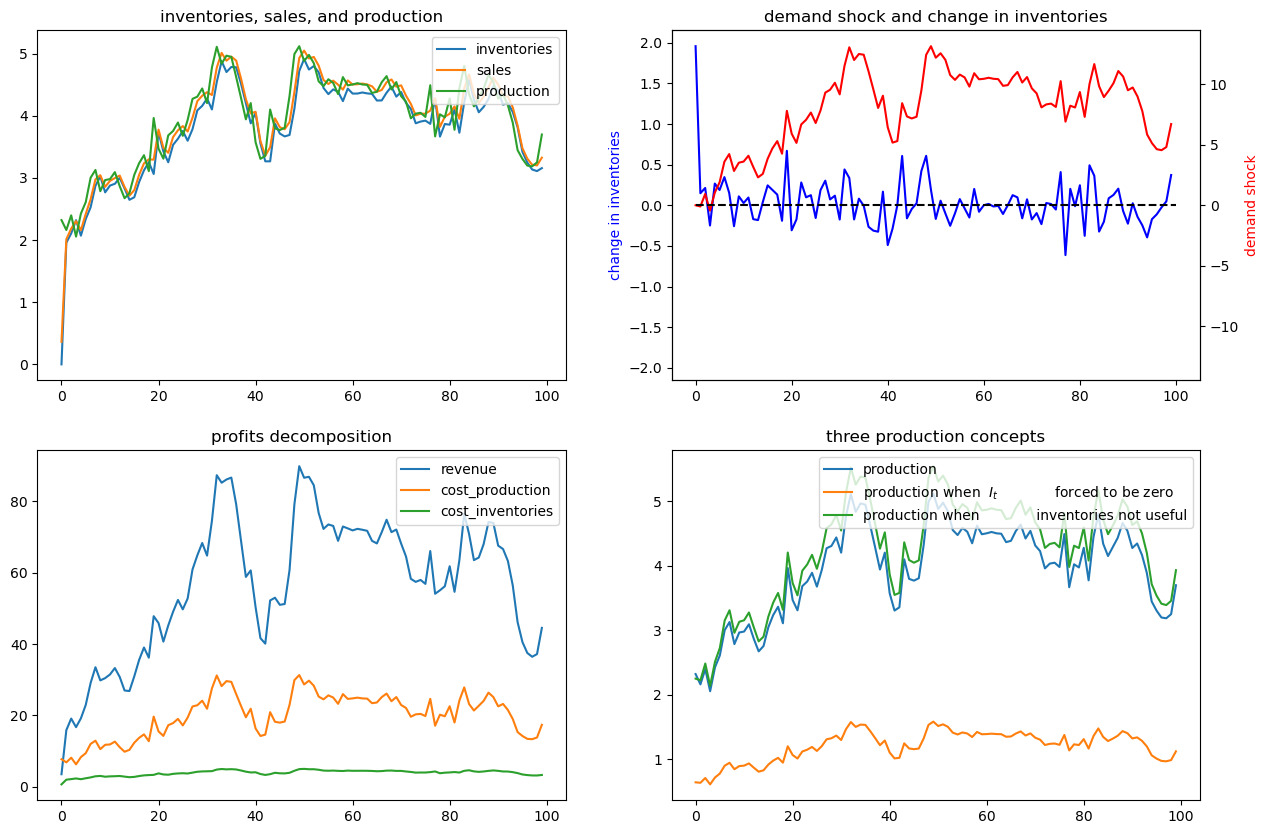 inventories, sales, and production
inventories
sales
production
5
4
3
2
1
0
0 20 40 60 80 100
demand shock and change in inventories
change in inventories
2.0
1.5
1.0
0.5
0.0
−0.5
−1.0
−1.5
−2.0
10
5
0
−5
−10
demand shock
0 20 40 60 80 100
profits decomposition
revenue
cost_production
cost_inventories
80
60
40
20
0
0 20 40 60 80 100
three production concepts
production
production when I_t forced to be zero
production when inventories not useful
5
4
3
2
1
0 20 40 60 80 100